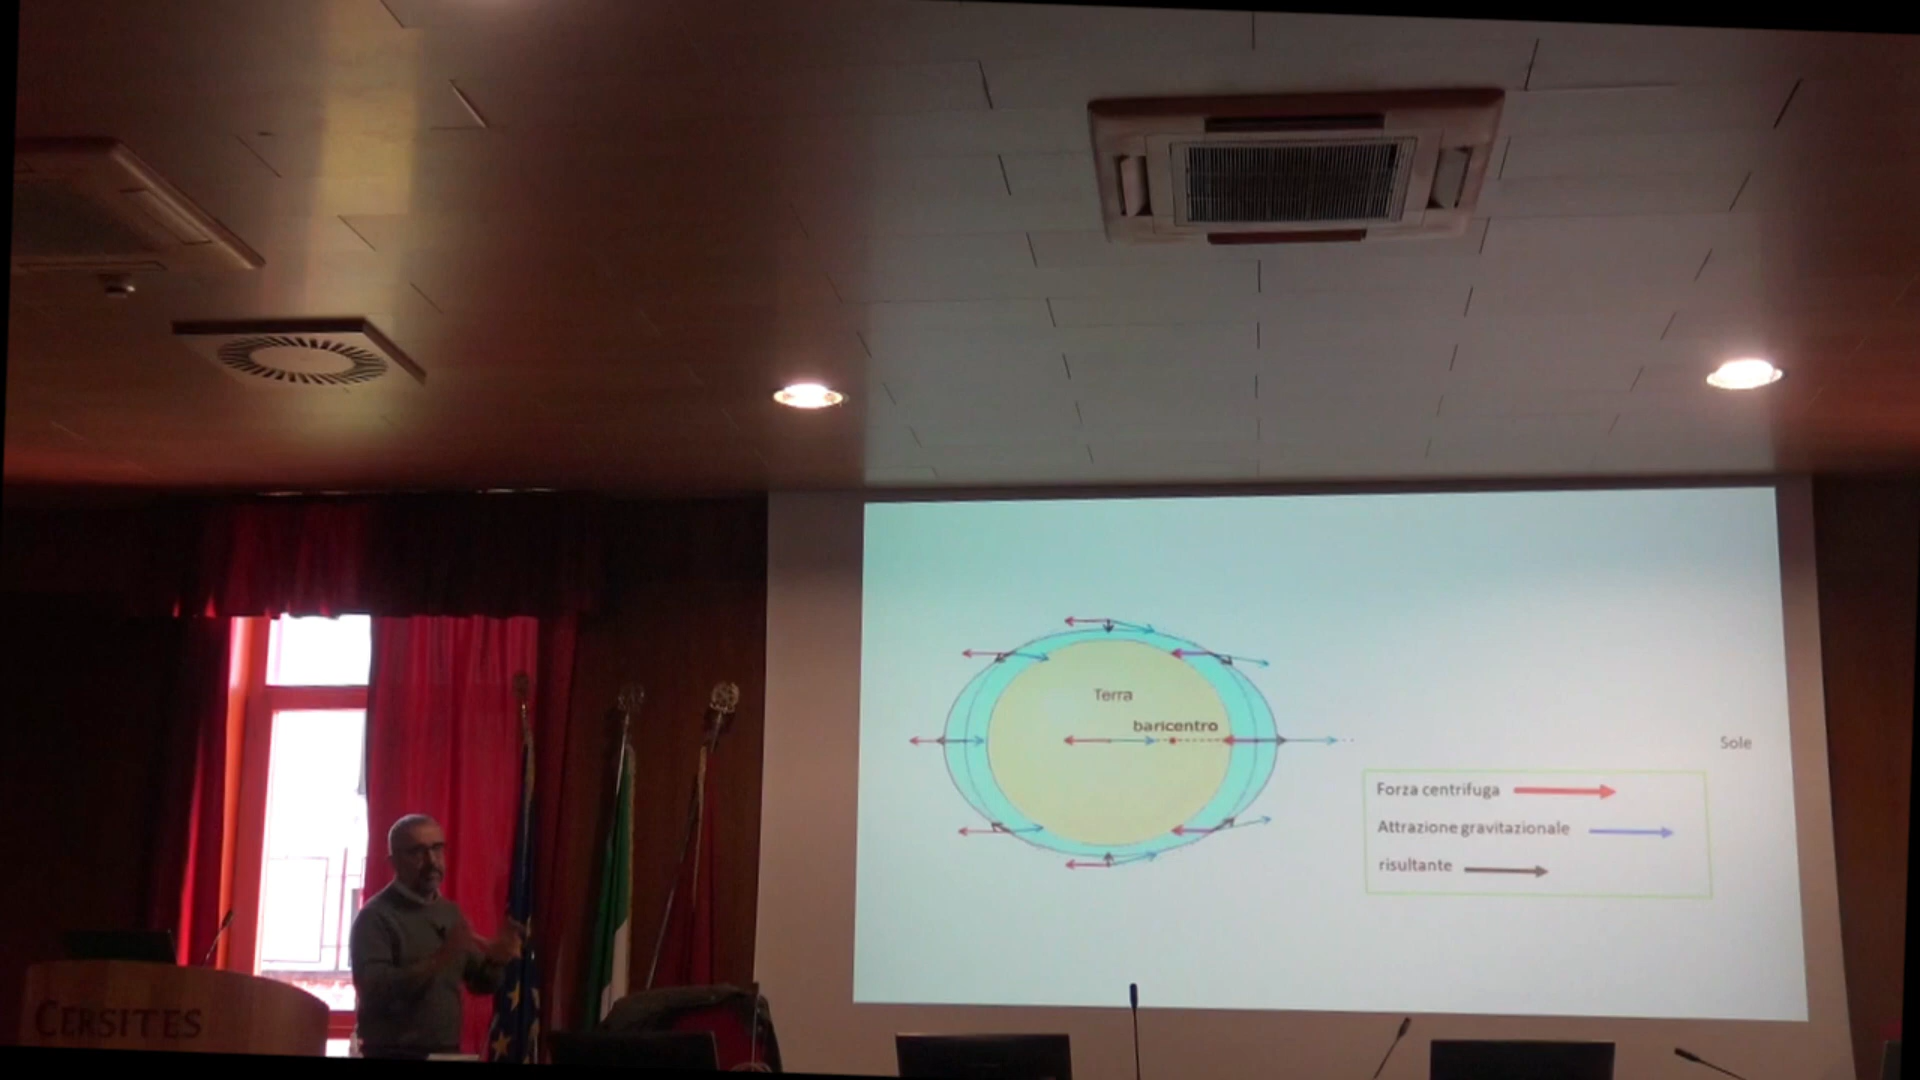 Terra
baricentro
Sole
Forza centrifuga
Attrazione gravitazionale
risultante
CERSITES